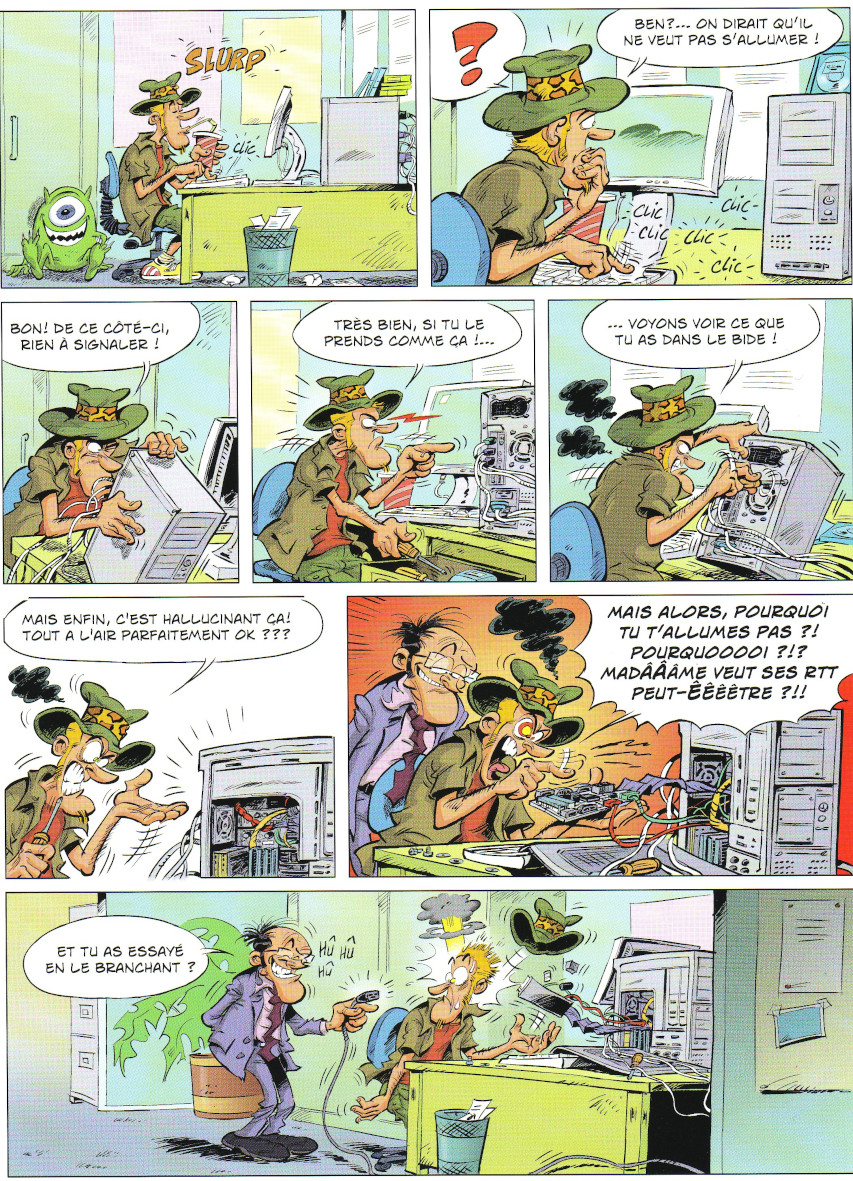 SLURP
CLIC
?
BEN?... ON DIRAIT QU'IL
NE VEUT PAS S'ALLUMER !
CLIC
CLIC
CLIC
CLIC
CLIC
CLIC
BON! DE CE CÔTÉ-CI,
RIEN À SIGNALER !
TRÈS BIEN, SI TU LE
PRENDS COMME ÇA !...
... VOYONS VOIR CE QUE
TU AS DANS LE BIDE !
MAIS ENFIN, C'EST HALLUCINANT ÇA!
TOUT A L'AIR PARFAITEMENT OK ???
MAIS ALORS, POURQUOI
TU T'ALLUMES PAS ?!
POURQUOOOOI ?!?
MADÂÂÂME VEUT SES RTT
PEUT-ÊÊÊÊTRE ?!!
ET TU AS ESSAYÉ
EN LE BRANCHANT ?
HÛ HÛ
HÛ